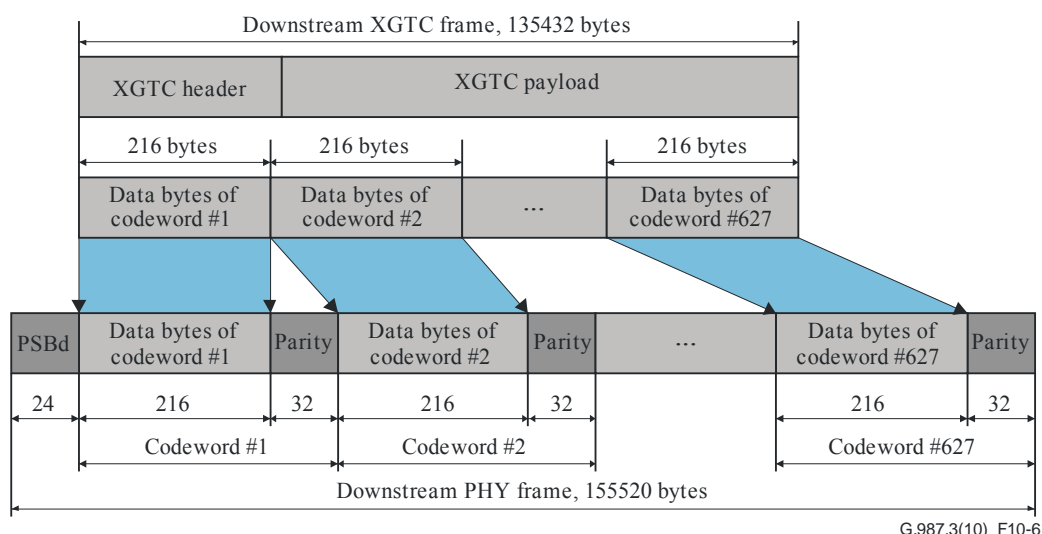 Downstream XGTC frame, 135432 bytes
XGTC header
XGTC payload
216 bytes
216 bytes
216 bytes
Data bytes of
codeword #1
Data bytes of
codeword #2
...
Data bytes of
codeword #627
PSBd
Data bytes of
codeword #1
Parity
Data bytes of
codeword #2
Parity
...
Data bytes of
codeword #627
Parity
24
216
32
216
32
216
32
Codeword #1
Codeword #2
Codeword #627
Downstream PHY frame, 155520 bytes
G.987.3(10)_F10-6